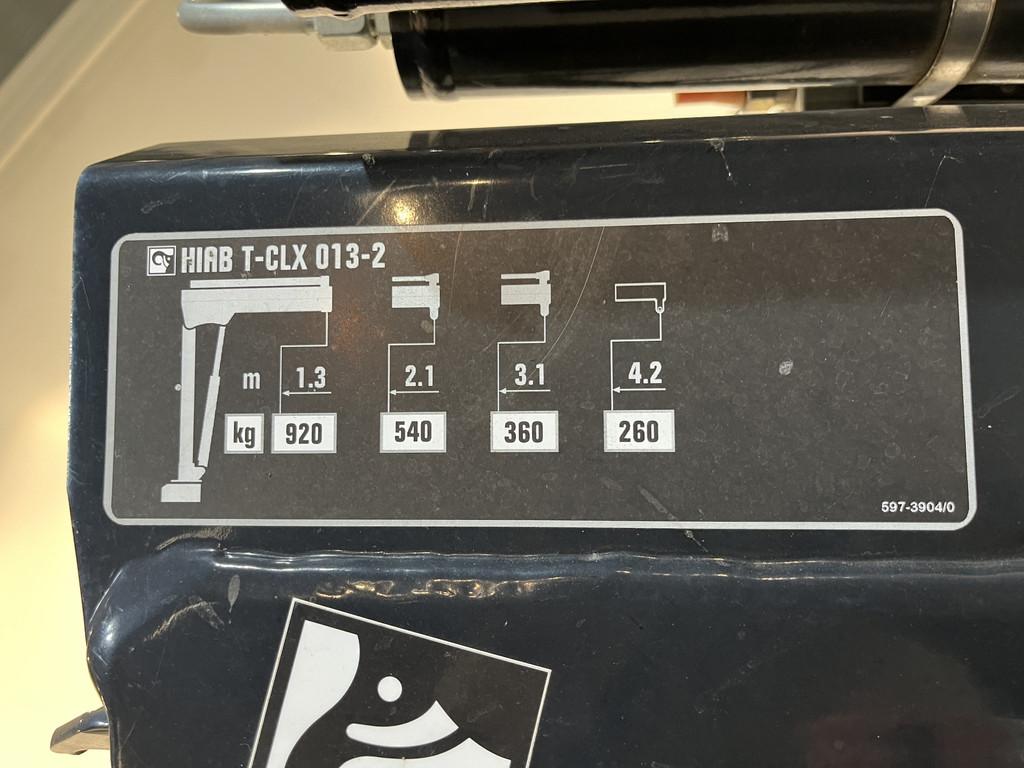 HIAB T-CLX 013-2
m 1.3 2.1 3.1 4.2
kg 920 540 360 260
597-3904/0